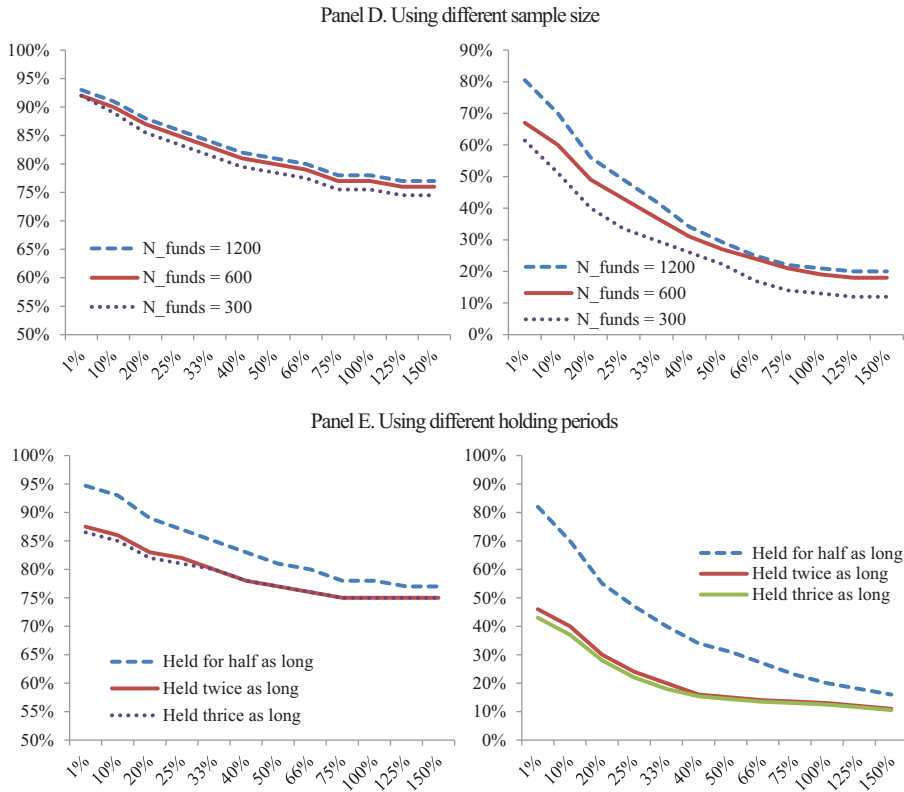 Panel D. Using different sample size
100%
95%
90%
85%
80%
75%
70%
65%
60%
55%
50%
N_funds = 1200
N_funds = 600
N_funds = 300
1% 10% 20% 25% 33% 40% 50% 66% 75% 100% 125% 150%
90%
80%
70%
60%
50%
40%
30%
20%
10%
0%
N_funds = 1200
N_funds = 600
N_funds = 300
1% 10% 20% 25% 33% 40% 50% 66% 75% 100% 125% 150%
Panel E. Using different holding periods
100%
95%
90%
85%
80%
75%
70%
65%
60%
55%
50%
Held for half as long
Held twice as long
Held thrice as long
1% 10% 20% 25% 33% 40% 50% 66% 75% 100% 125% 150%
100%
90%
80%
70%
60%
50%
40%
30%
20%
10%
0%
Held for half as long
Held twice as long
Held thrice as long
1% 10% 20% 25% 33% 40% 50% 66% 75% 100% 125% 150%